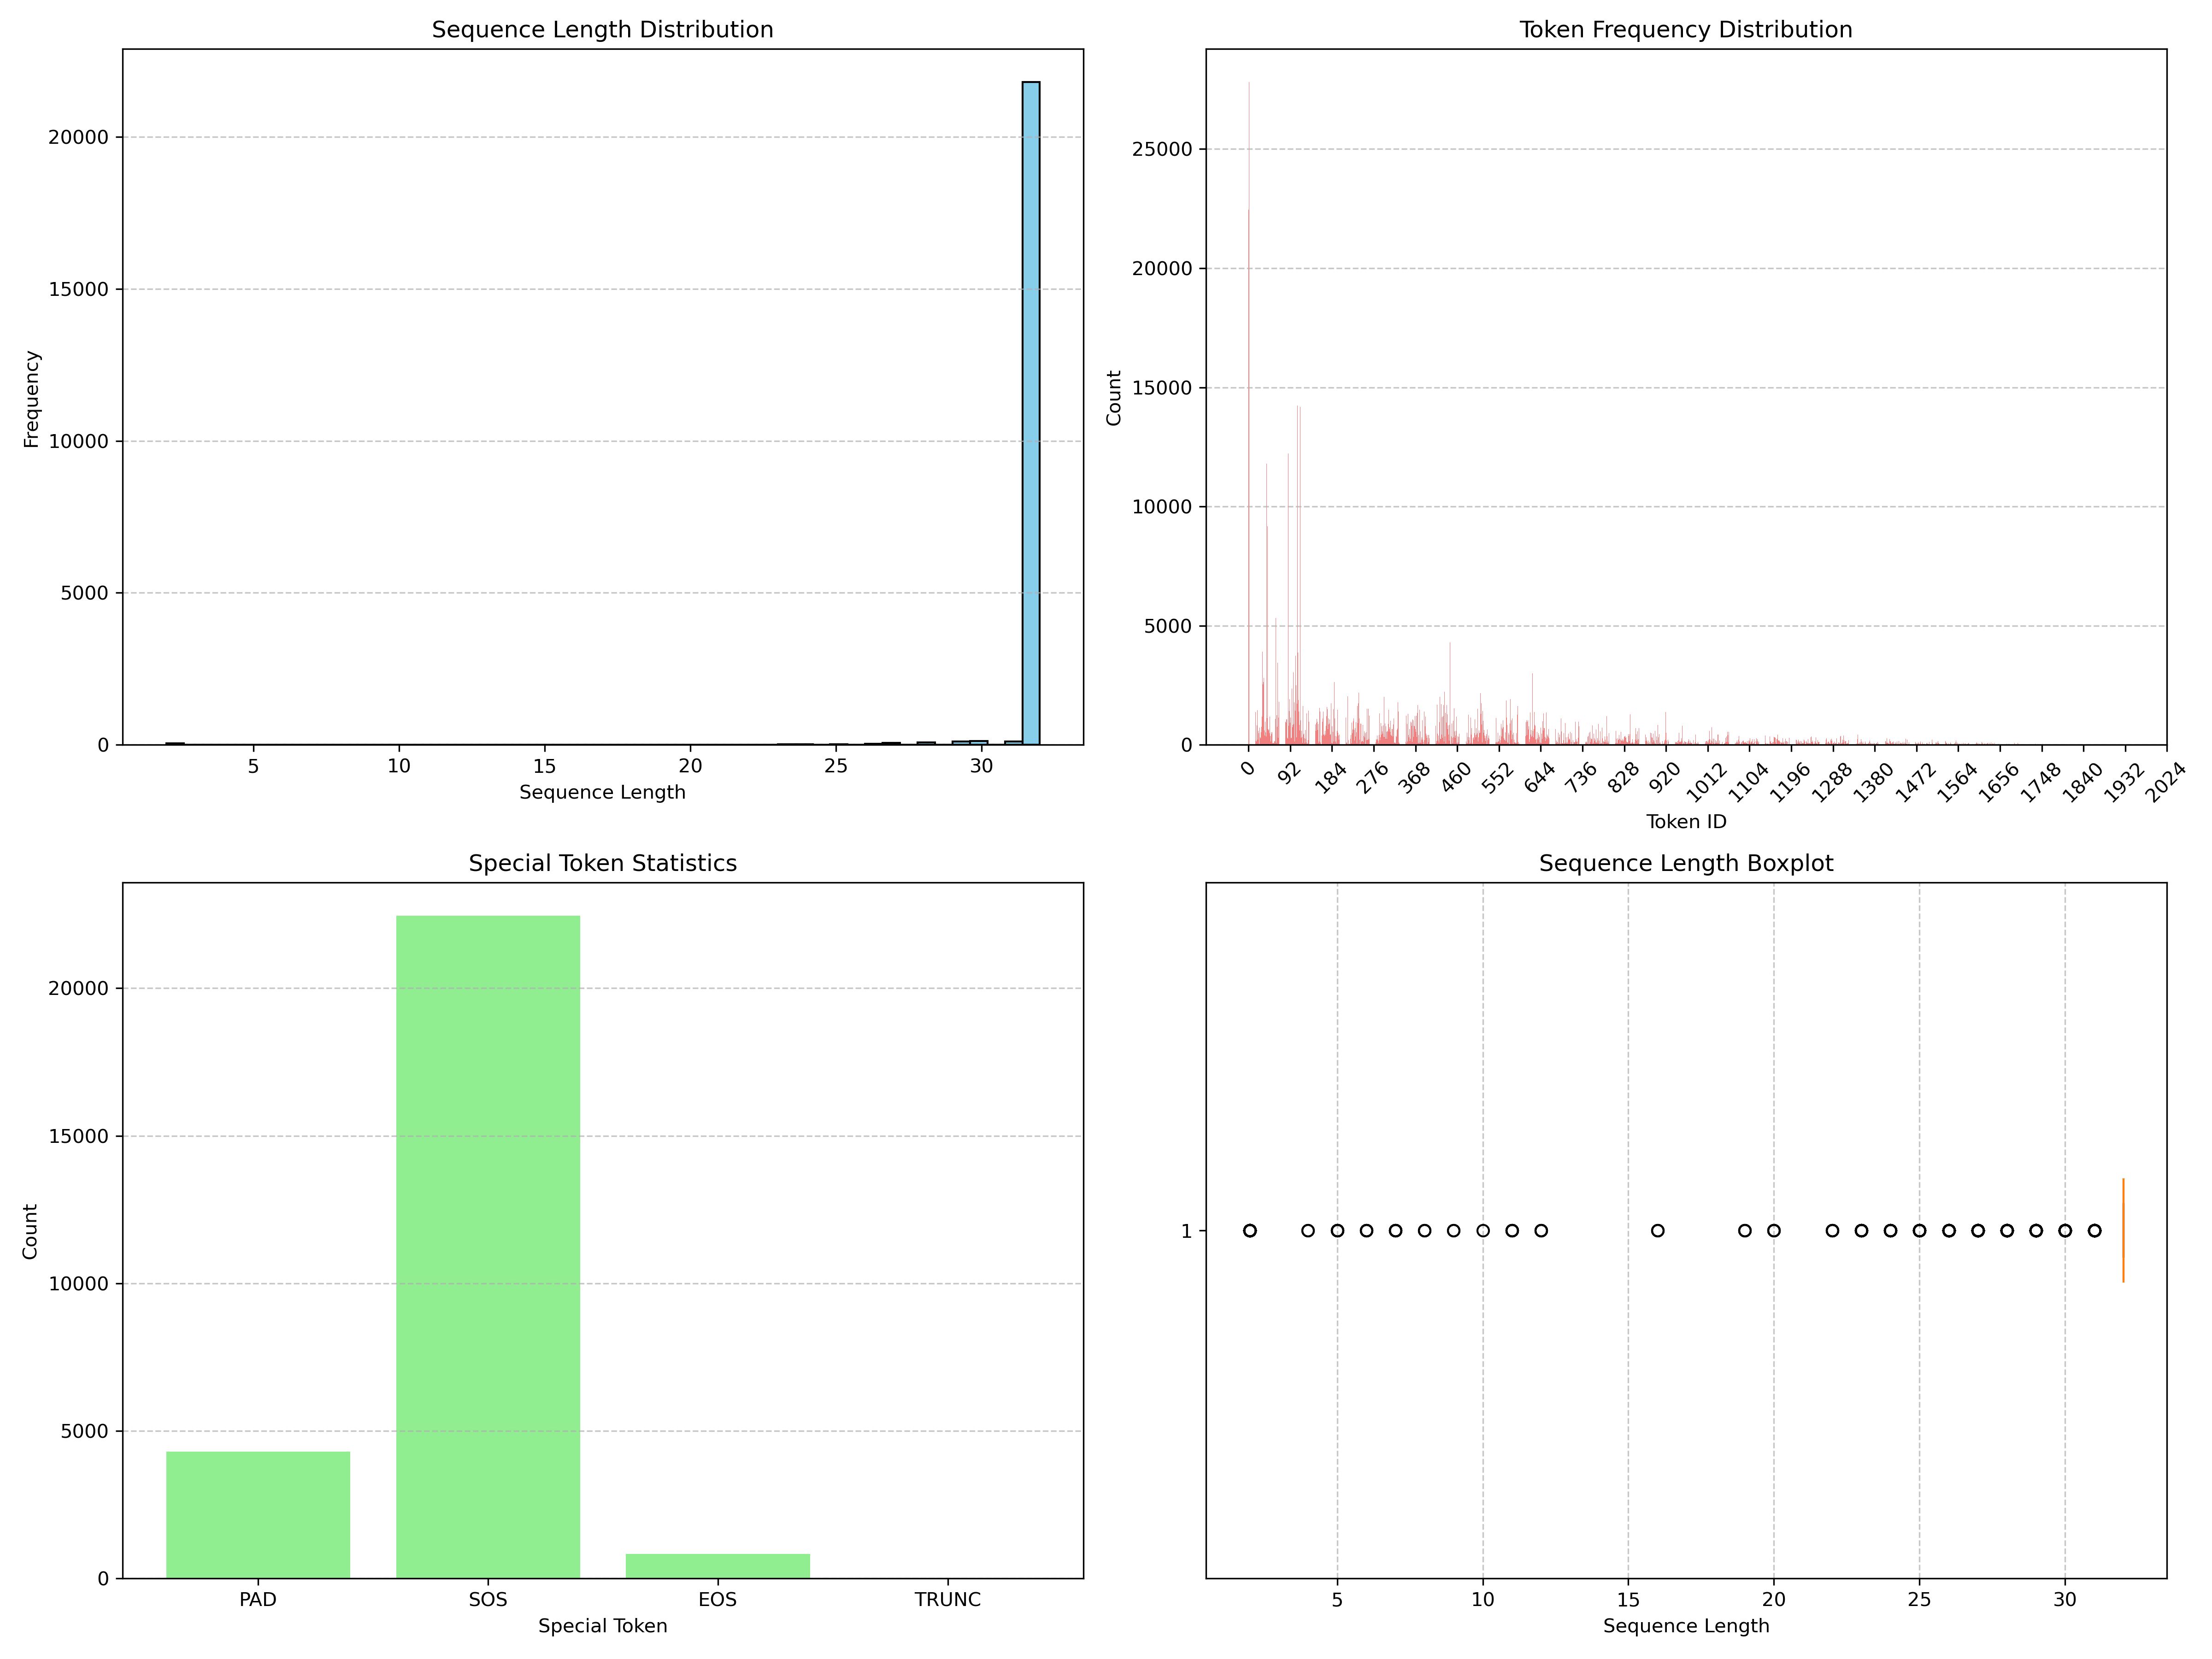 Sequence Length Distribution
Frequency
20000
15000
10000
5000
0
5 10 15 20 25 30
Sequence Length
Token Frequency Distribution
Count
25000
20000
15000
10000
5000
0
0 92 184 276 368 460 552 644 736 828 920 1012 1104 1196 1288 1380 1472 1564 1656 1748 1840 1932 2024
Token ID
Special Token Statistics
Count
20000
15000
10000
5000
0
PAD SOS EOS TRUNC
Special Token
Sequence Length Boxplot
1
5 10 15 20 25 30
Sequence Length